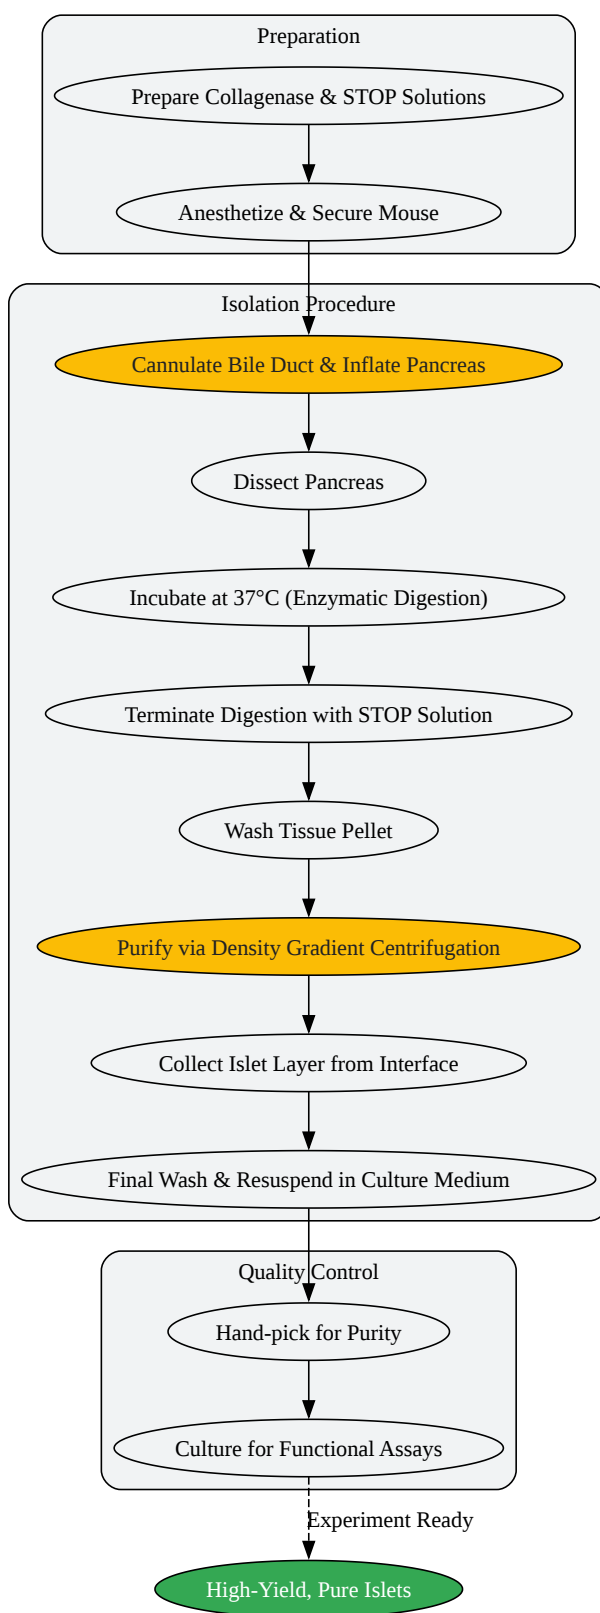 Preparation
Prepare Collagenase & STOP Solutions
Anesthetize & Secure Mouse
Isolation Procedure
Cannulate Bile Duct & Inflate Pancreas
Dissect Pancreas
Incubate at 37°C (Enzymatic Digestion)
Terminate Digestion with STOP Solution
Wash Tissue Pellet
Purify via Density Gradient Centrifugation
Collect Islet Layer from Interface
Final Wash & Resuspend in Culture Medium
Quality Control
Hand-pick for Purity
Culture for Functional Assays
Experiment Ready
High-Yield, Pure Islets